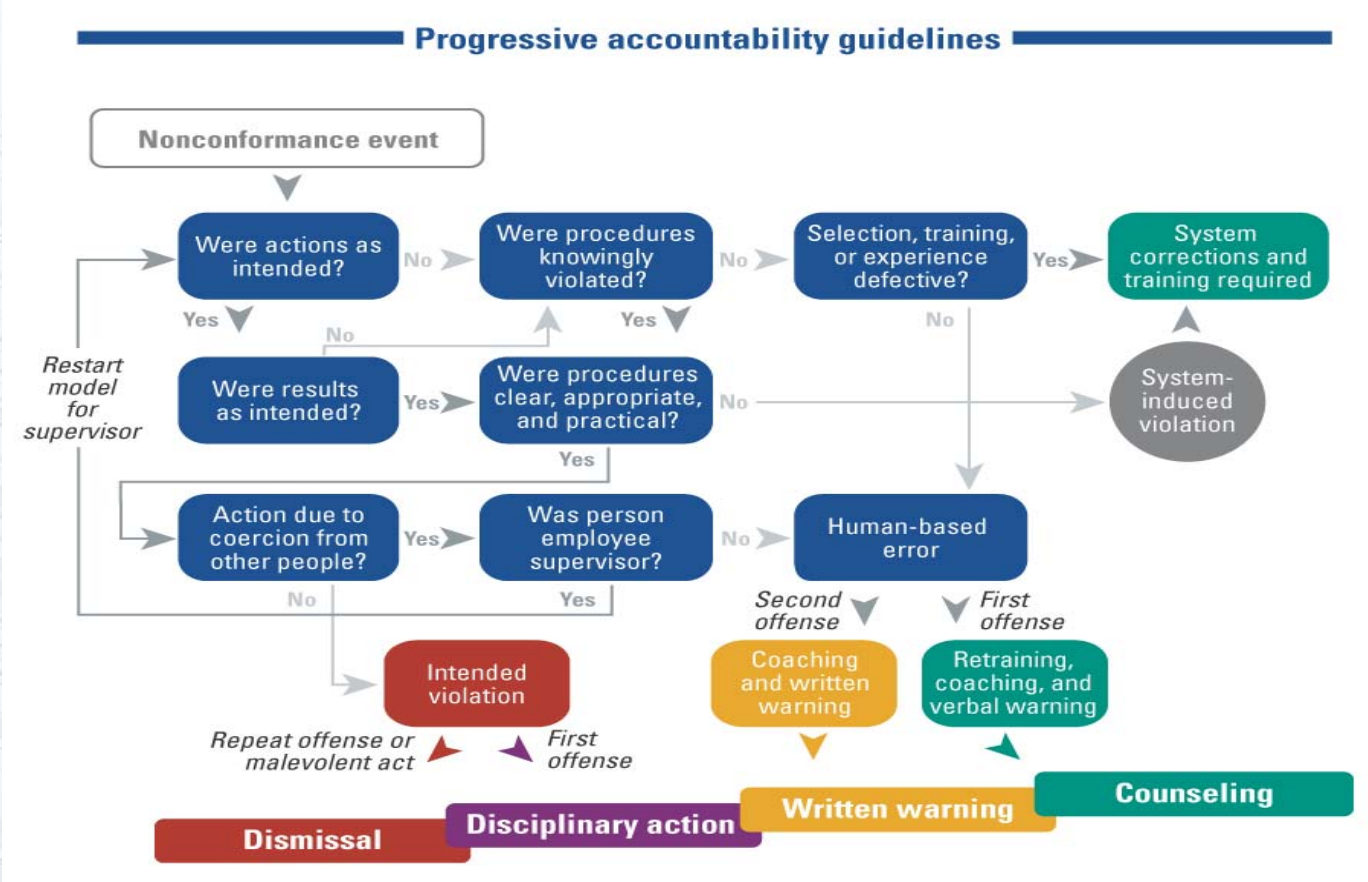 Progressive accountability guidelines
Nonconformance event
Were actions as
intended?
No
Were procedures
knowingly
violated?
No
Selection, training,
or experience
defective?
Yes
System
corrections and
training required
Yes
No
Yes
No
Restart
model
for
supervisor
Were results
as intended?
Yes
Were procedures
clear, appropriate,
and practical?
No
System-
induced
violation
Yes
Action due to
coercion from
other people?
Yes
Was person
employee
supervisor?
No
Human-based
error
No
Yes
Second
offense
First
offense
Intended
violation
Coaching
and written
warning
Retraining,
coaching, and
verbal warning
Repeat offense or
malevolent act
First
offense
Dismissal
Disciplinary action
Written warning
Counseling